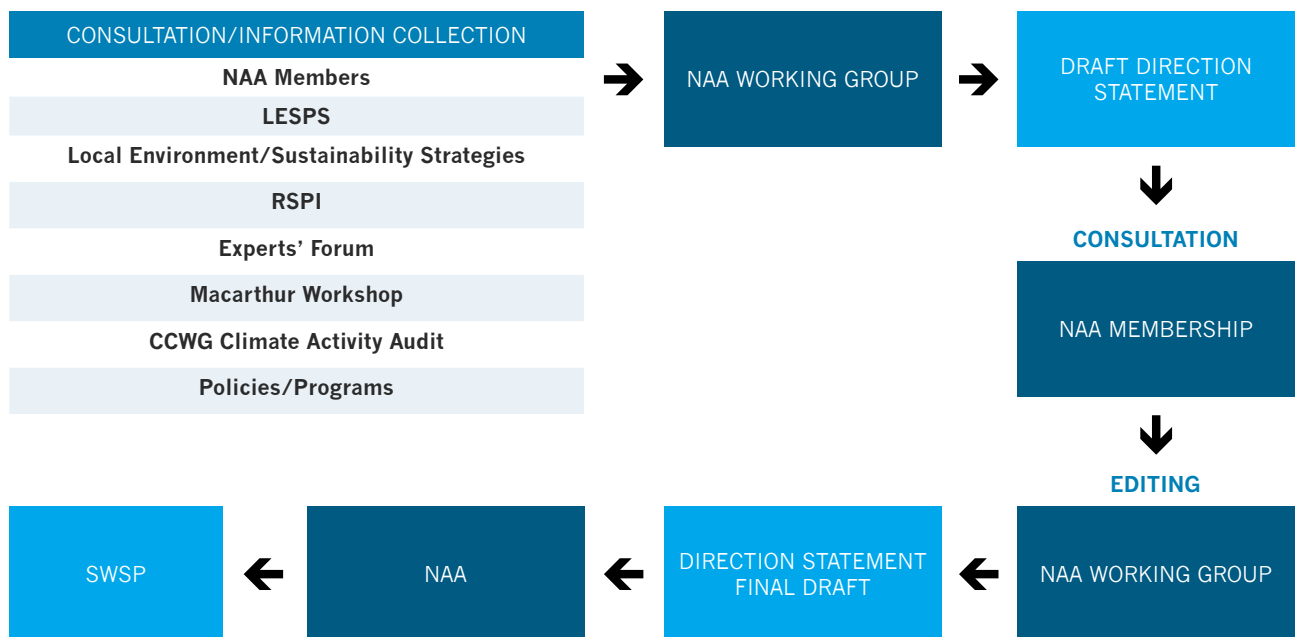 CONSULTATION/INFORMATION COLLECTION
NAA Members
LESPS
Local Environment/Sustainability Strategies
RSPI
Experts’ Forum
Macarthur Workshop
CCWG Climate Activity Audit
Policies/Programs
NAA WORKING GROUP
DRAFT DIRECTION
STATEMENT
CONSULTATION
NAA MEMBERSHIP
EDITING
NAA WORKING GROUP
DIRECTION STATEMENT
FINAL DRAFT
NAA
SWSP